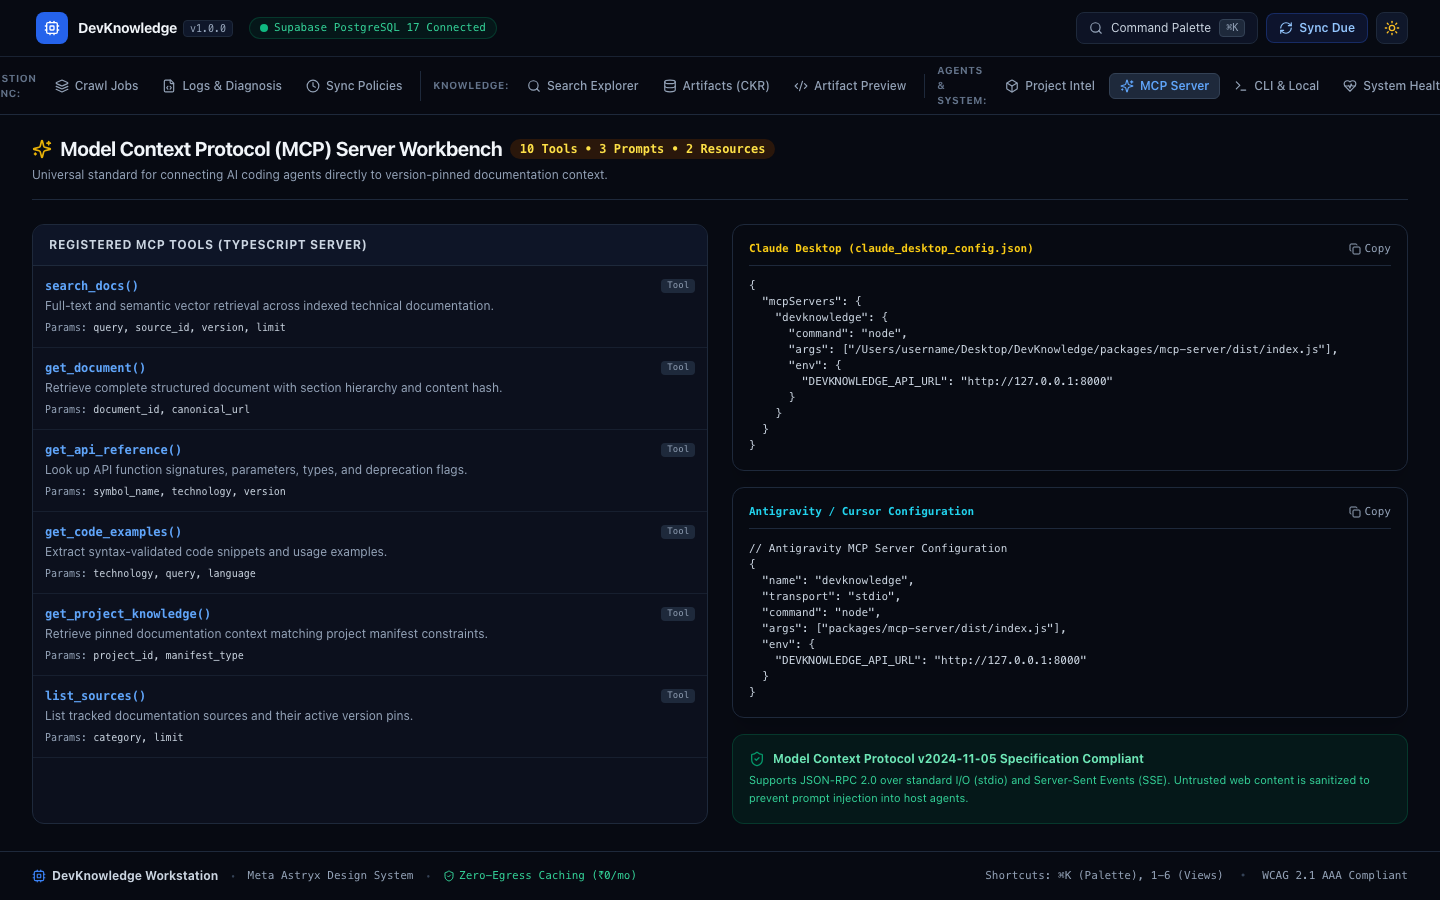 DevKnowledge v1.0.0 Supabase PostgreSQL 17 Connected Command Palette ⌘K Sync Due
STION
NC:
Crawl Jobs Logs & Diagnosis Sync Policies KNOWLEDGE: Search Explorer Artifacts (CKR) Artifact Preview
AGENTS
&
SYSTEM:
Project Intel MCP Server CLI & Local System Healt
Model Context Protocol (MCP) Server Workbench 10 Tools • 3 Prompts • 2 Resources
Universal standard for connecting AI coding agents directly to version-pinned documentation context.
REGISTERED MCP TOOLS (TYPESCRIPT SERVER)
search_docs() Tool
Full-text and semantic vector retrieval across indexed technical documentation.
Params: query, source_id, version, limit
get_document() Tool
Retrieve complete structured document with section hierarchy and content hash.
Params: document_id, canonical_url
get_api_reference() Tool
Look up API function signatures, parameters, types, and deprecation flags.
Params: symbol_name, technology, version
get_code_examples() Tool
Extract syntax-validated code snippets and usage examples.
Params: technology, query, language
get_project_knowledge() Tool
Retrieve pinned documentation context matching project manifest constraints.
Params: project_id, manifest_type
list_sources() Tool
List tracked documentation sources and their active version pins.
Params: category, limit
Claude Desktop (claude_desktop_config.json) Copy
{
  "mcpServers": {
    "devknowledge": {
      "command": "node",
      "args": ["/Users/username/Desktop/DevKnowledge/packages/mcp-server/dist/index.js"],
      "env": {
        "DEVKNOWLEDGE_API_URL": "http://127.0.0.1:8000"
      }
    }
  }
}
Antigravity / Cursor Configuration Copy
// Antigravity MCP Server Configuration
{
  "name": "devknowledge",
  "transport": "stdio",
  "command": "node",
  "args": ["packages/mcp-server/dist/index.js"],
  "env": {
    "DEVKNOWLEDGE_API_URL": "http://127.0.0.1:8000"
  }
}
Model Context Protocol v2024-11-05 Specification Compliant
Supports JSON-RPC 2.0 over standard I/O (stdio) and Server-Sent Events (SSE). Untrusted web content is sanitized to
prevent prompt injection into host agents.
DevKnowledge Workstation • Meta Astryx Design System • Zero-Egress Caching (₹0/mo) Shortcuts: ⌘K (Palette), 1-6 (Views) • WCAG 2.1 AAA Compliant